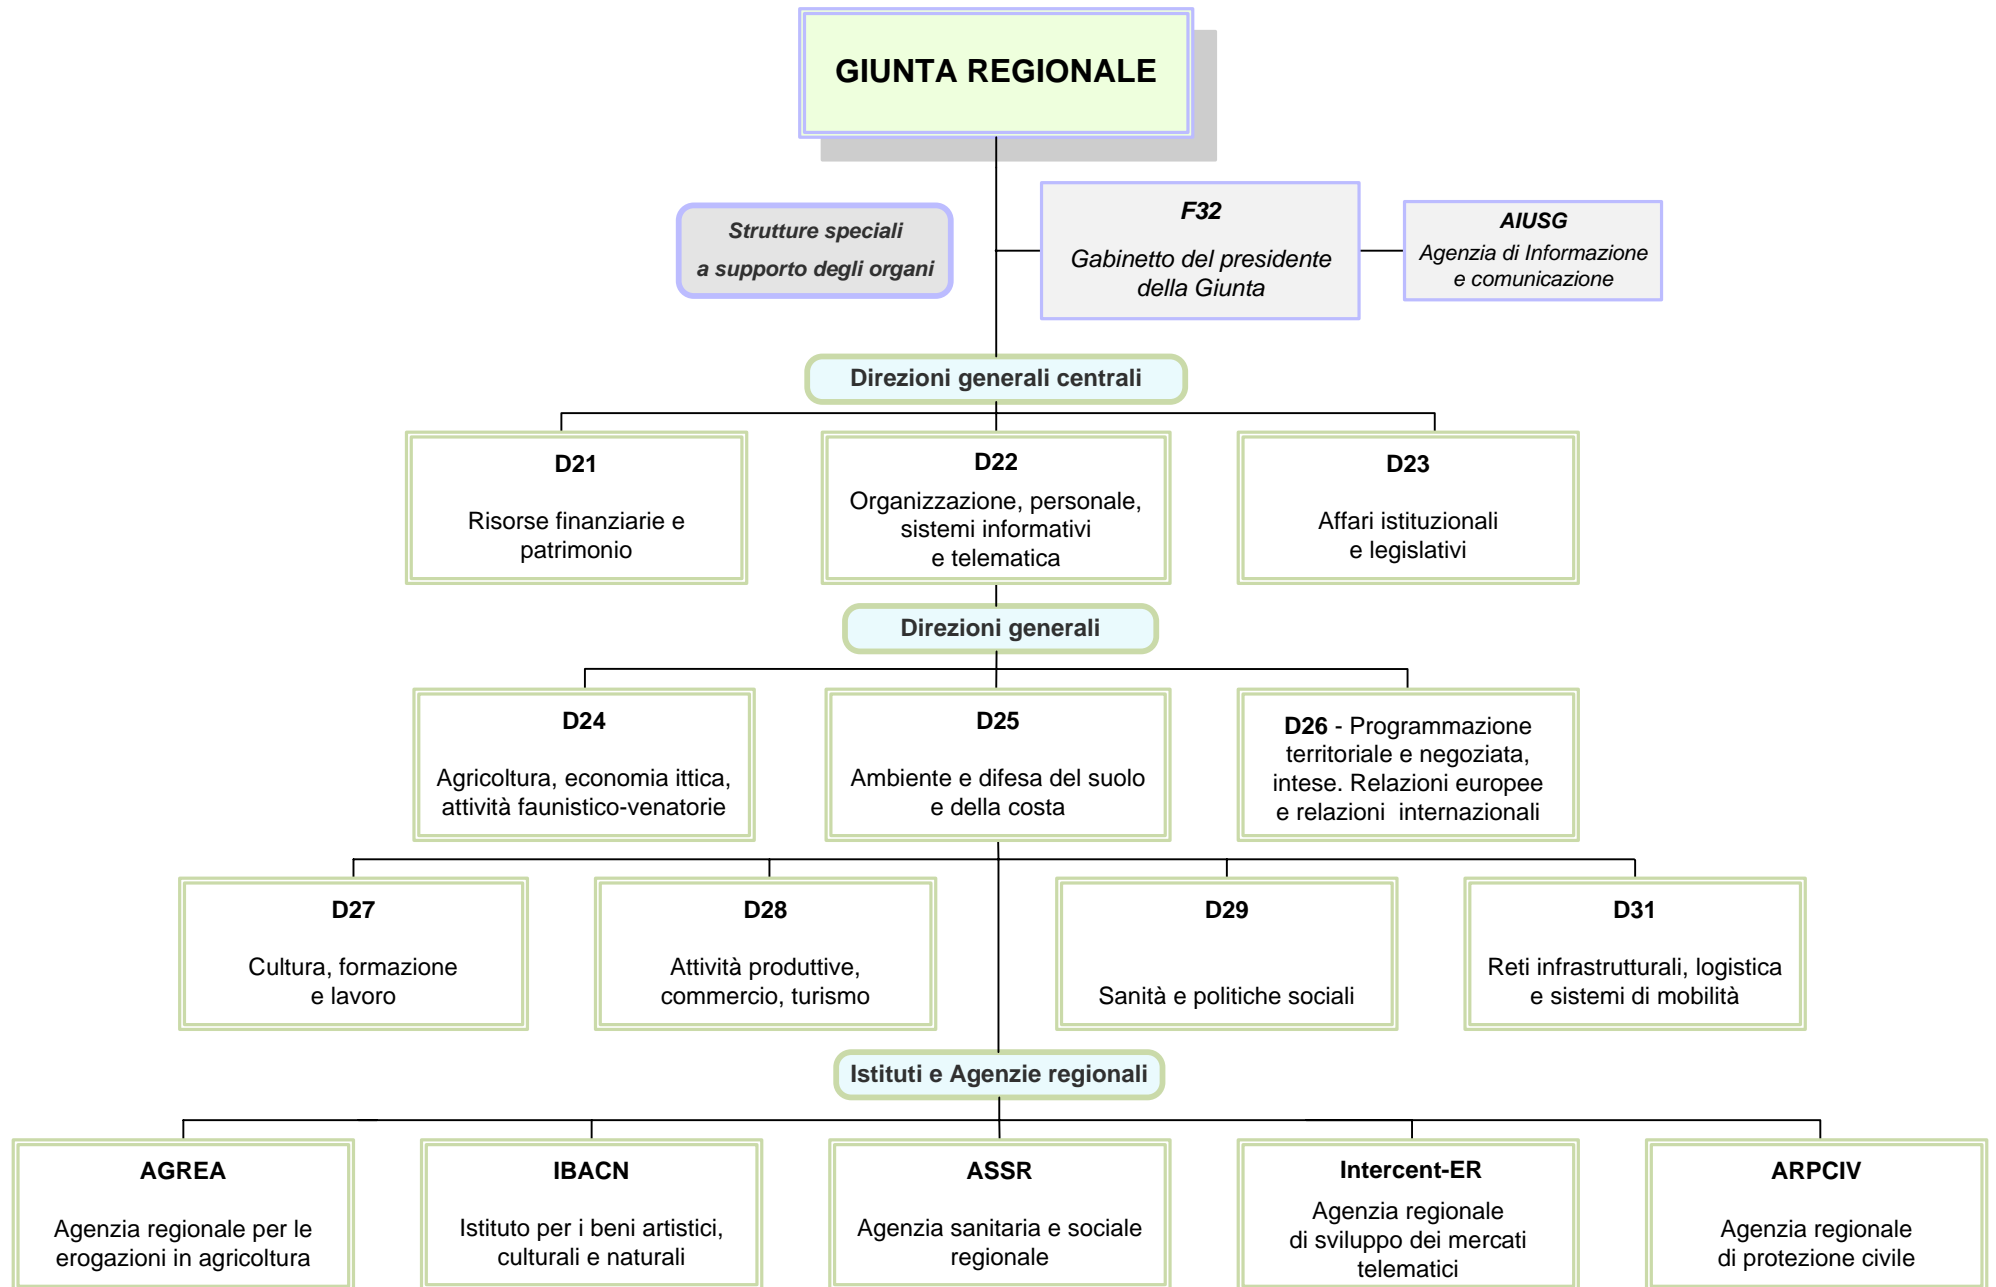 GIUNTA REGIONALE
Strutture speciali
a supporto degli organi
F32
Gabinetto del presidente
della Giunta
AIUSG
Agenzia di Informazione
e comunicazione
Direzioni generali centrali
D21
Risorse finanziarie e
patrimonio
D22
Organizzazione, personale,
sistemi informativi
e telematica
D23
Affari istituzionali
e legislativi
Direzioni generali
D24
Agricoltura, economia ittica,
attività faunistico-venatorie
D25
Ambiente e difesa del suolo
e della costa
D26 - Programmazione
territoriale e negoziata,
intese. Relazioni europee
e relazioni internazionali
D27
Cultura, formazione
e lavoro
D28
Attività produttive,
commercio, turismo
D29
Sanità e politiche sociali
D31
Reti infrastrutturali, logistica
e sistemi di mobilità
Istituti e Agenzie regionali
AGREA
Agenzia regionale per le
erogazioni in agricoltura
IBACN
Istituto per i beni artistici,
culturali e naturali
ASSR
Agenzia sanitaria e sociale
regionale
Intercent-ER
Agenzia regionale
di sviluppo dei mercati
telematici
ARPCIV
Agenzia regionale
di protezione civile